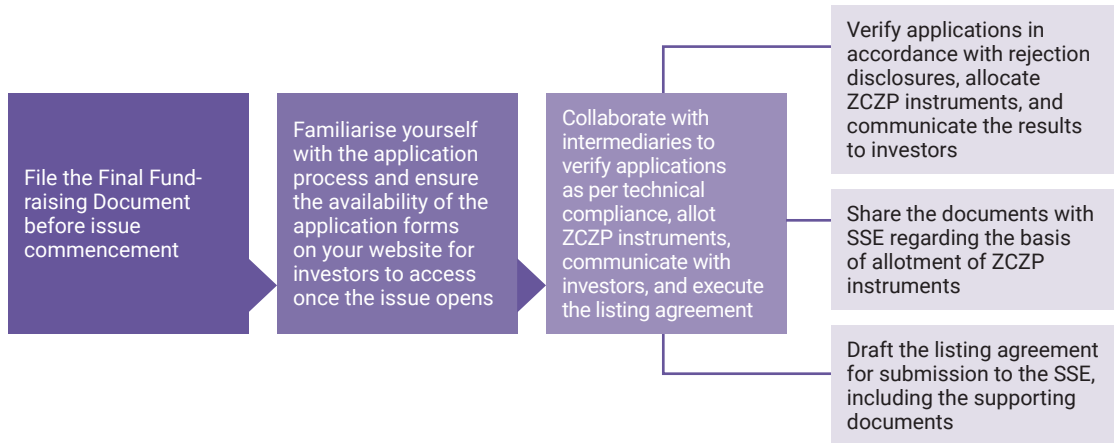 File the Final Fund-
raising Document
before issue
commencement
Familiarise yourself
with the application
process and ensure
the availability of the
application forms
on your website for
investors to access
once the issue opens
Collaborate with
intermediaries to
verify applications
as per technical
compliance, allot
ZCZP instruments,
communicate with
investors, and execute
the listing agreement
Verify applications in
accordance with rejection
disclosures, allocate
ZCZP instruments, and
communicate the results
to investors
Share the documents with
SSE regarding the basis
of allotment of ZCZP
instruments
Draft the listing agreement
for submission to the SSE,
including the supporting
documents